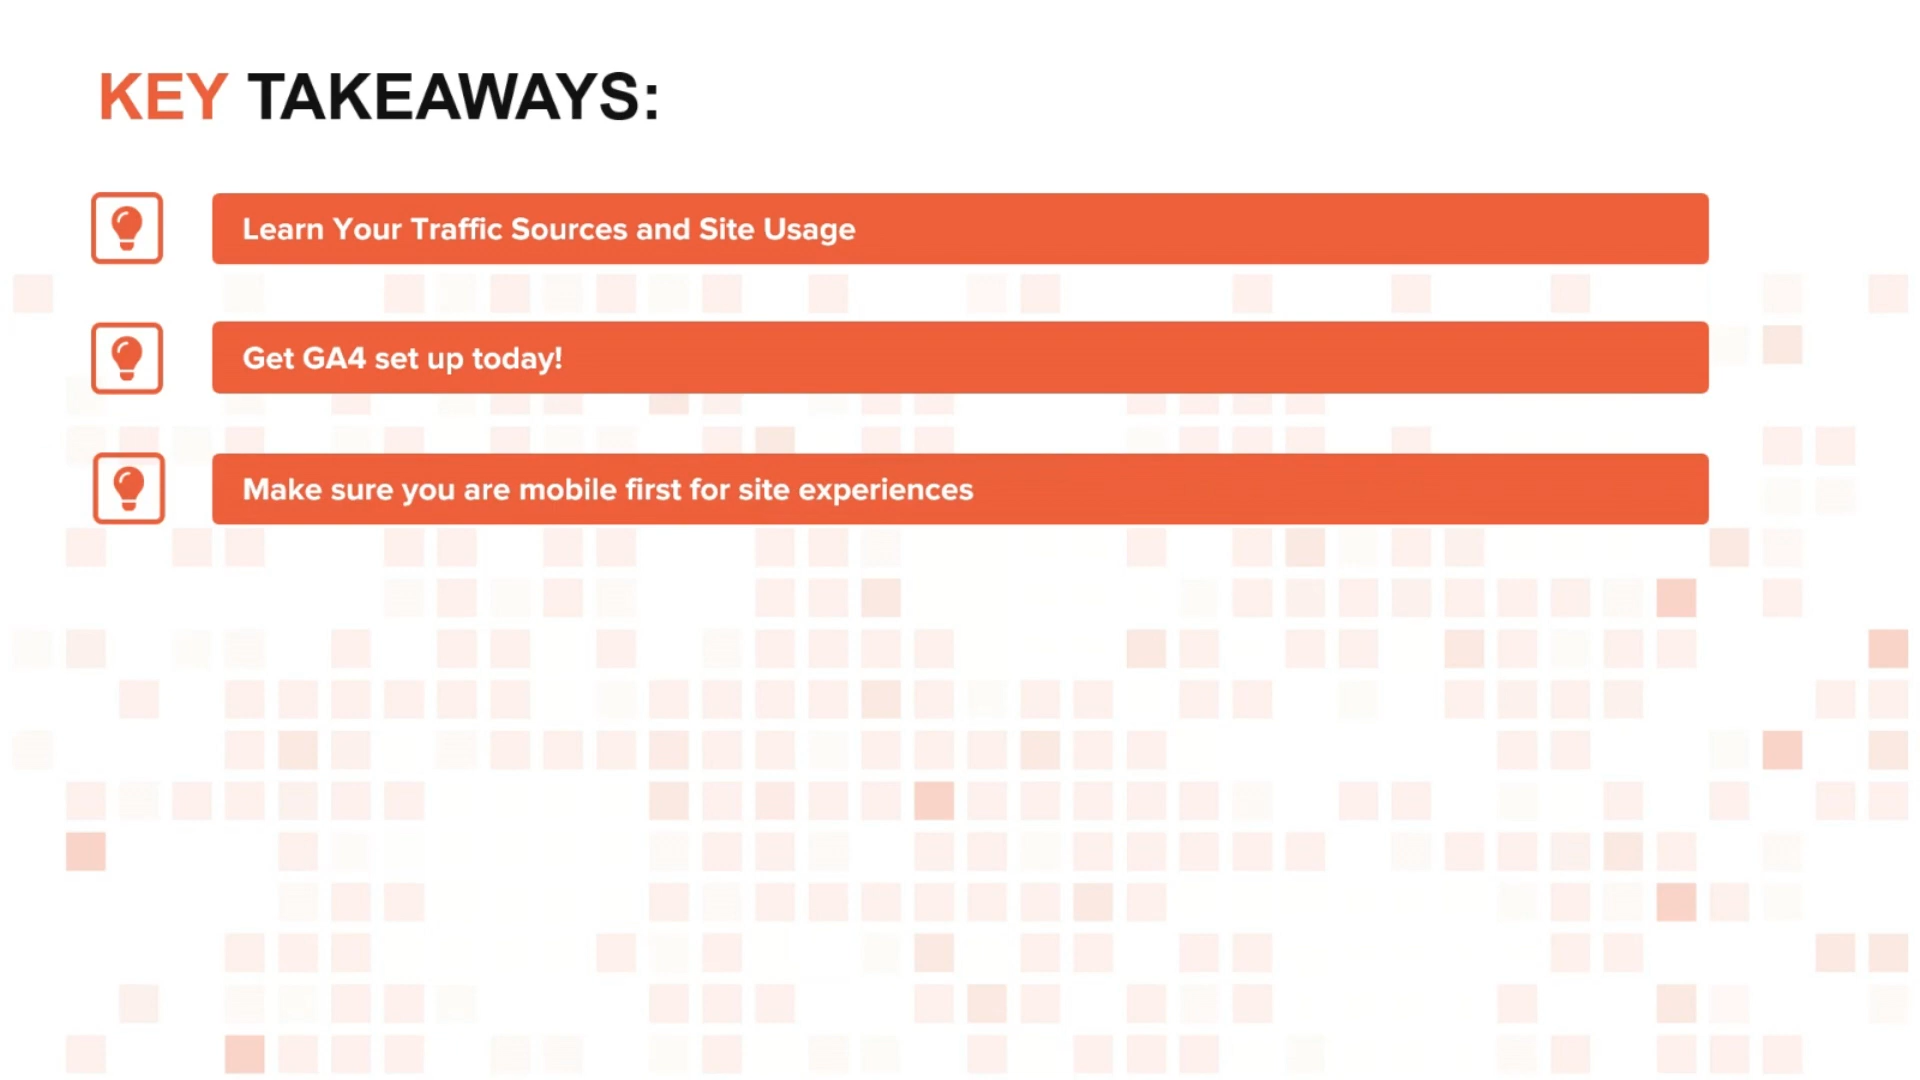 KEY TAKEAWAYS:
Learn Your Traffic Sources and Site Usage
Get GA4 set up today!
Make sure you are mobile first for site experiences